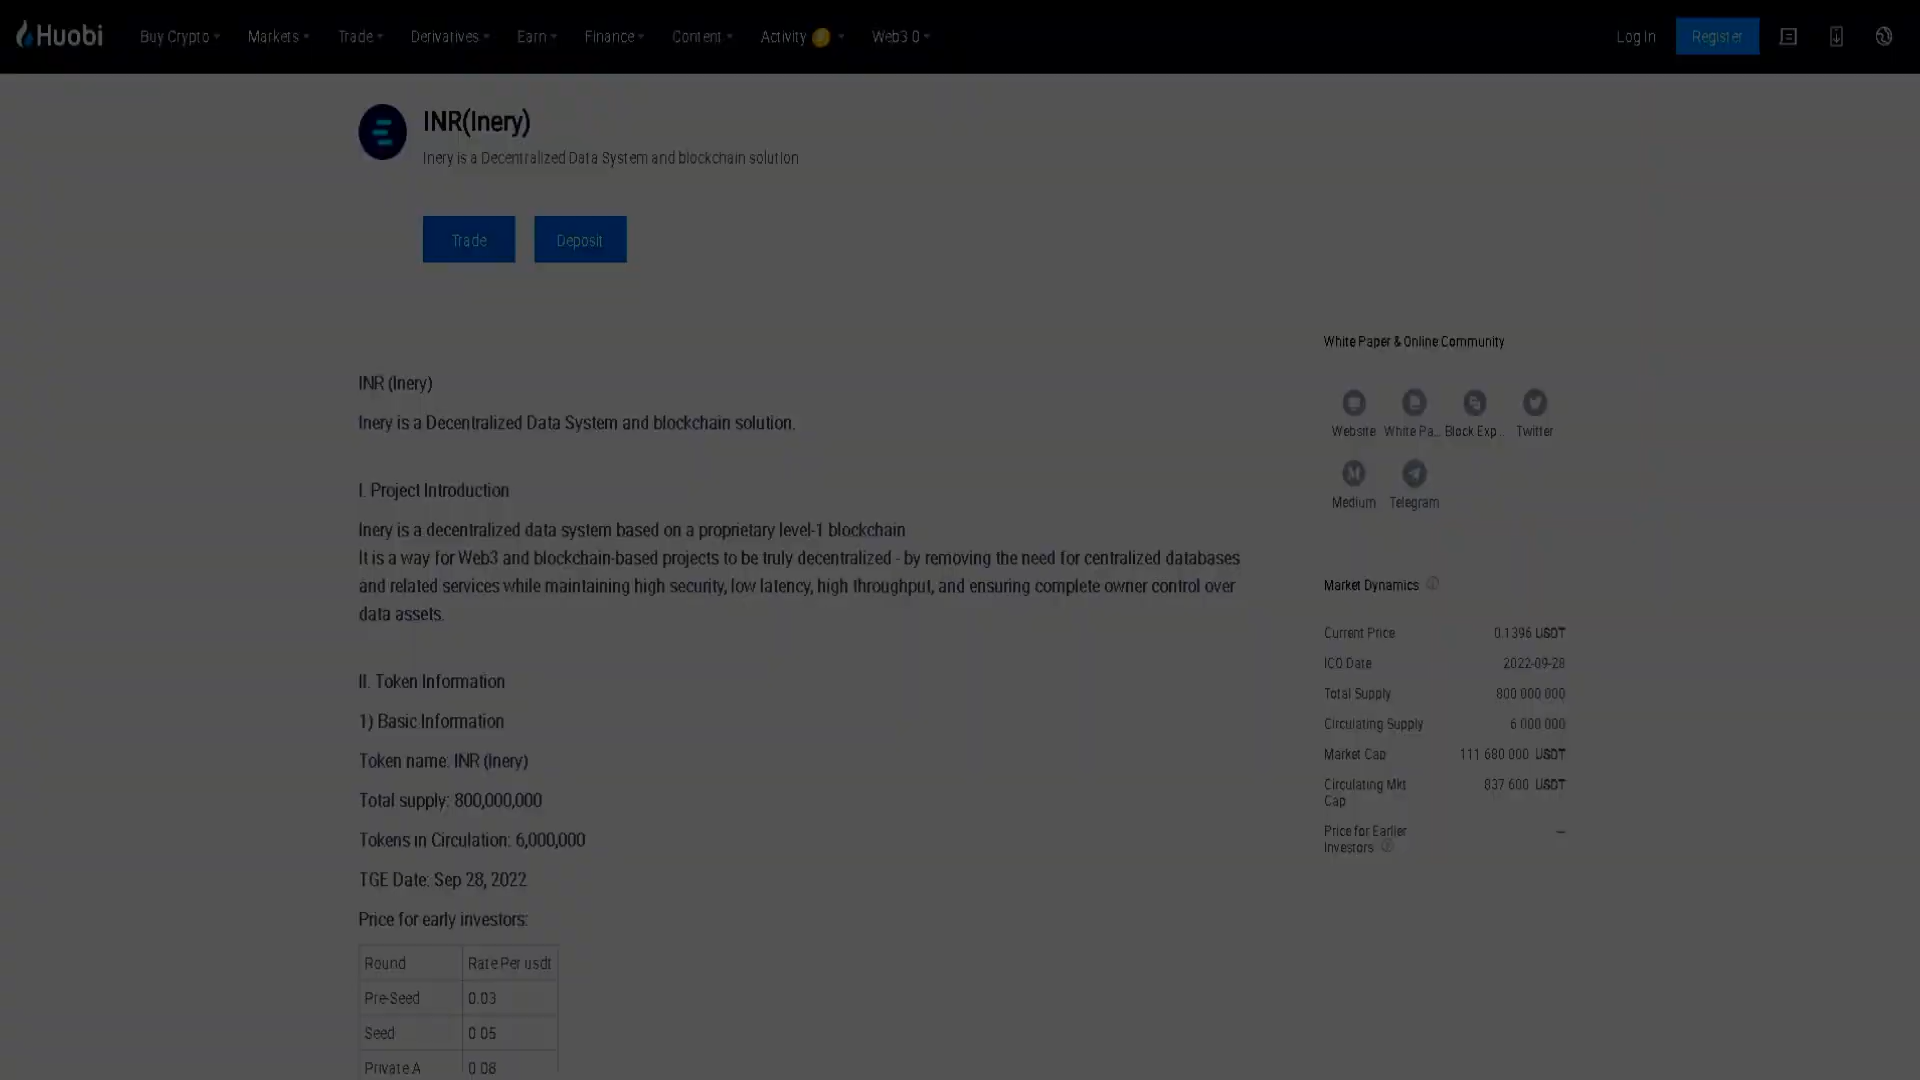 Huobi
Buy Crypto Markets Trade Derivatives Earn Finance Content Activity Web3.0 Log In Register
INR(Inery)
Inery is a Decentralized Data System and blockchain solution
Trade Deposit
White Paper & Online Community
Website White Pa... Block Exp... Twitter
Medium Telegram
INR (Inery)
Inery is a Decentralized Data System and blockchain solution.
I. Project Introduction
Inery is a decentralized data system based on a proprietary level-1 blockchain
It is a way for Web3 and blockchain-based projects to be truly decentralized - by removing the need for centralized databases
and related services while maintaining high security, low latency, high throughput, and ensuring complete owner control over
data assets.
II. Token Information
1) Basic Information
Token name: INR (Inery)
Total supply: 800,000,000
Tokens in Circulation: 6,000,000
TGE Date: Sep 28, 2022
Price for early investors:
Round Rate Per usdt
Pre-Seed 0.03
Seed 0.05
Private A 0.08
Market Dynamics
Current Price 0.1396 USDT
ICO Date 2022-09-28
Total Supply 800 000 000
Circulating Supply 6 000 000
Market Cap 111 680 000 USDT
Circulating Mkt 837 600 USDT
Cap
Price for Earlier --
Investors